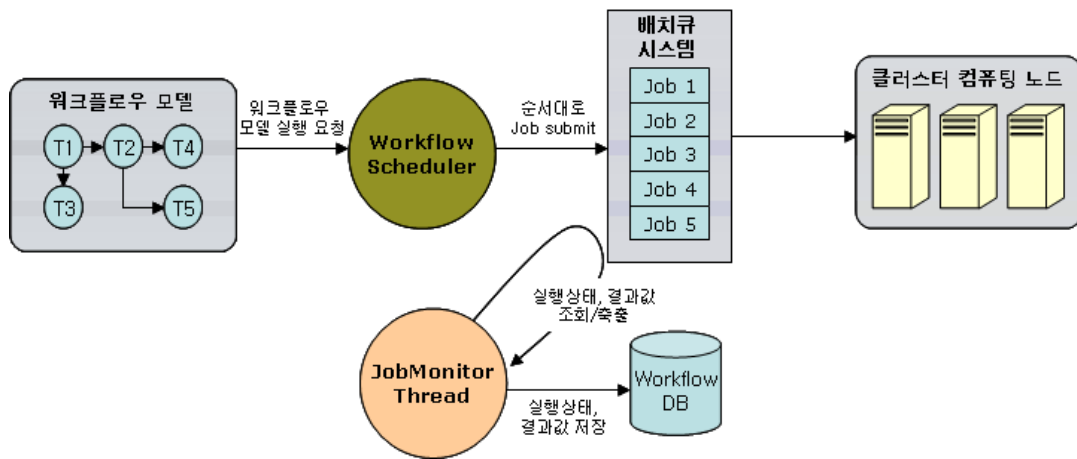 워크플로우 모델
T1
T2
T4
T3
T5
워크플로우
모델 실행 요청
Workflow
Scheduler
순서대로
Job submit
배치큐
시스템
Job 1
Job 2
Job 3
Job 4
Job 5
클러스터 컴퓨팅 노드
실행상태, 결과값
조회/추출
JobMonitor
Thread
실행상태,
결과값 저장
Workflow
DB